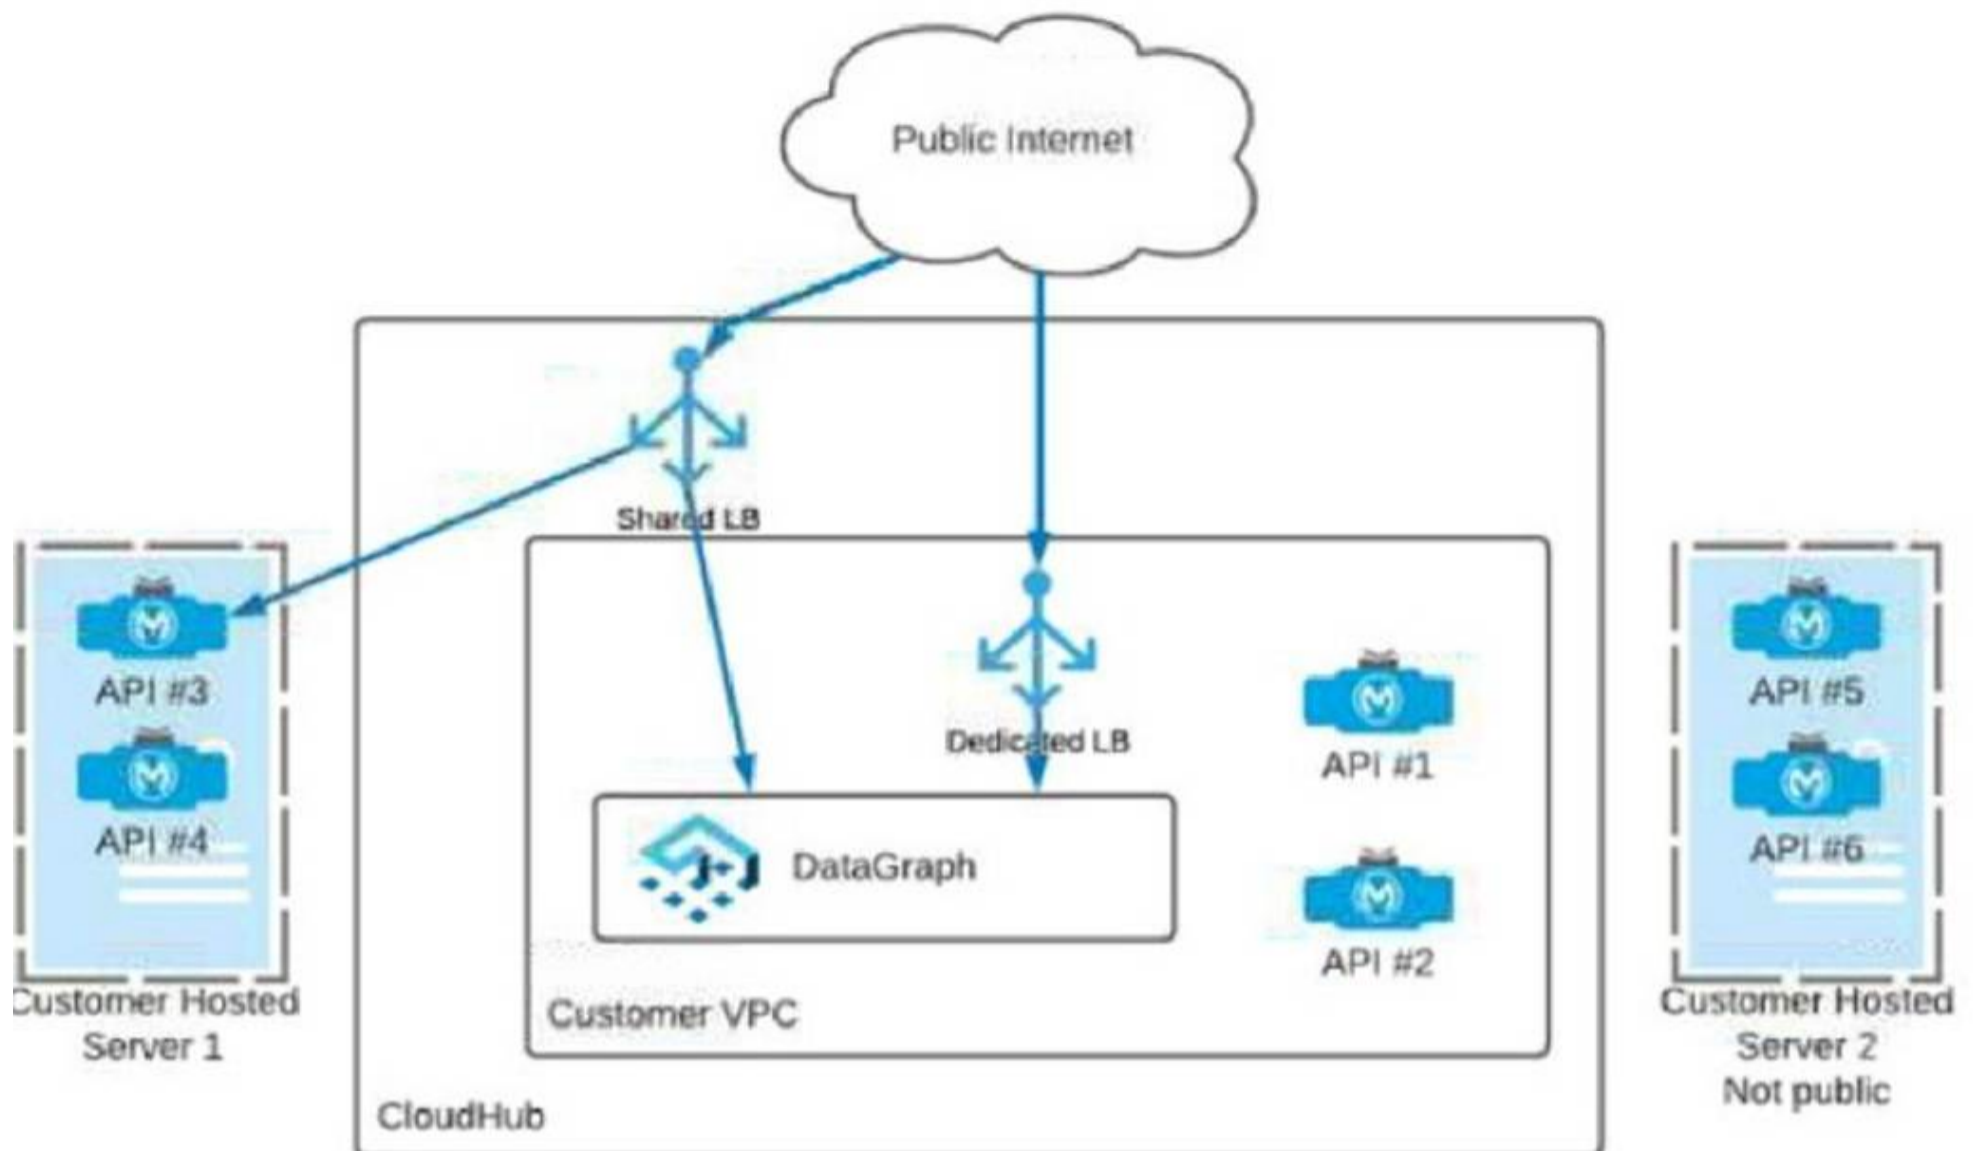 Public Internet
Shared LB
Dedicated LB
API #3
API #4
Customer Hosted
Server 1
API #1
API #2
DataGraph
Customer VPC
CloudHub
API #5
API #6
Customer Hosted
Server 2
Not public